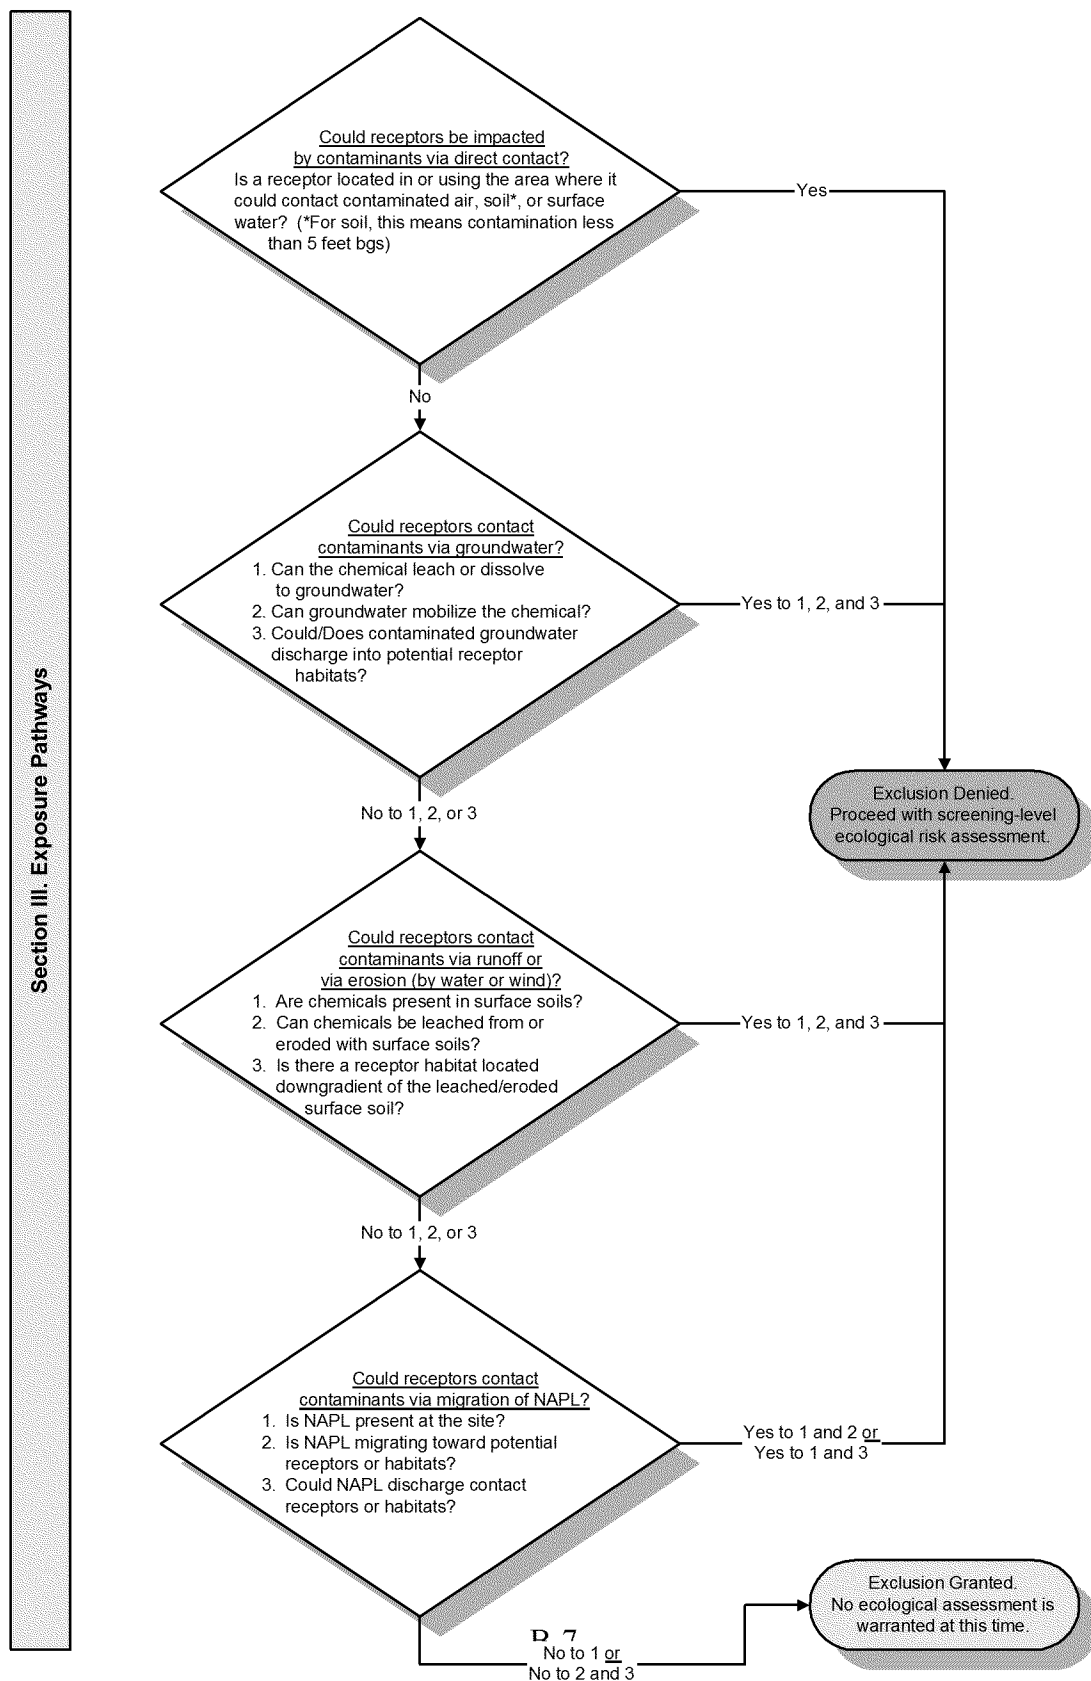 Section III. Exposure Pathways
Could receptors be impacted
by contaminants via direct contact?
Is a receptor located in or using the area where it
could contact contaminated air, soil*, or surface
water? (*For soil, this means contamination less
than 5 feet bgs)
Yes
No
Could receptors contact
contaminants via groundwater?
1. Can the chemical leach or dissolve
to groundwater?
2. Can groundwater mobilize the chemical?
3. Could/Does contaminated groundwater
discharge into potential receptor
habitats?
Yes to 1, 2, and 3
Exclusion Denied.
Proceed with screening-level
ecological risk assessment.
No to 1, 2, or 3
Could receptors contact
contaminants via runoff or
via erosion (by water or wind)?
1. Are chemicals present in surface soils?
2. Can chemicals be leached from or
eroded with surface soils?
3. Is there a receptor habitat located
downgradient of the leached/eroded
surface soil?
Yes to 1, 2, and 3
No to 1, 2, or 3
Could receptors contact
contaminants via migration of NAPL?
1. Is NAPL present at the site?
2. Is NAPL migrating toward potential
receptors or habitats?
3. Could NAPL discharge contact
receptors or habitats?
Yes to 1 and 2 or
Yes to 1 and 3
Exclusion Granted.
No ecological assessment is
warranted at this time.
No to 1 or
No to 2 and 3